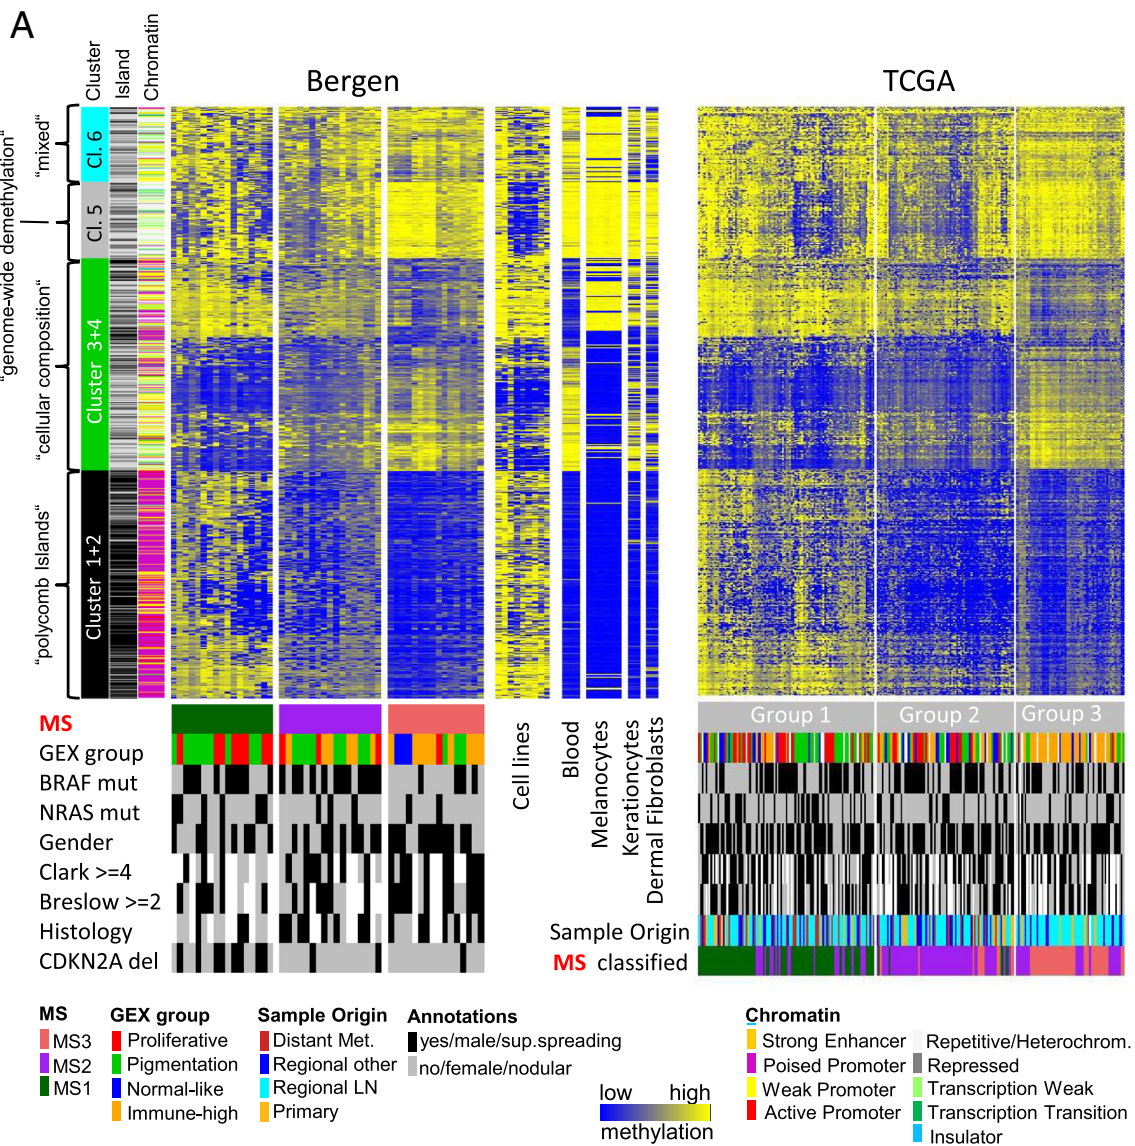 A
Cluster
Island
Chromatin
Bergen
TCGA
"genome-wide demethylation"
"mixed"
"cellular composition"
"polycomb Islands"
Cl. 6
Cl. 5
Cluster 3+4
Cluster 1+2
MS
GEX group
BRAF mut
NRAS mut
Gender
Clark >=4
Breslow >=2
Histology
CDKN2A del
Cell lines
Blood
Melanocytes
Kerationcytes
Dermal Fibroblasts
Group 1
Group 2
Group 3
Sample Origin
MS classified
MS
MS3
MS2
MS1
GEX group
Proliferative
Pigmentation
Normal-like
Immune-high
Sample Origin
Distant Met.
Regional other
Regional LN
Primary
Annotations
yes/male/sup.spreading
no/female/nodular
low high
methylation
Chromatin
Strong Enhancer
Poised Promoter
Weak Promoter
Active Promoter
Repetitive/Heterochrom.
Repressed
Transcription Weak
Transcription Transition
Insulator